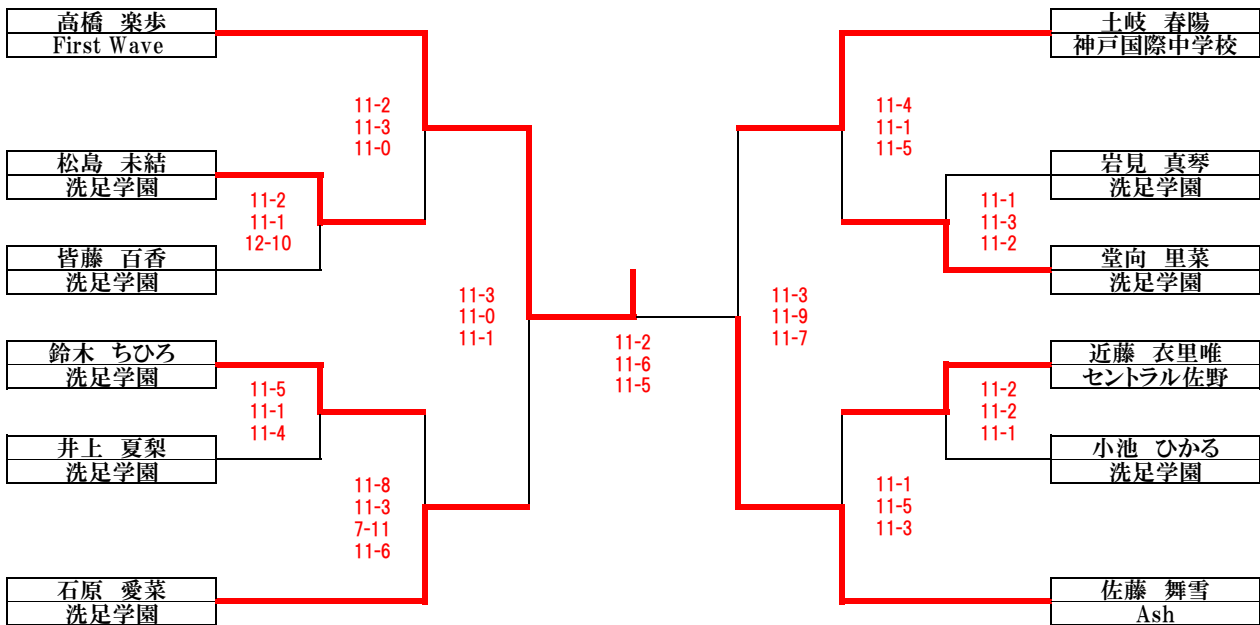 高橋 楽歩
First Wave
松島 未結
洗足学園
皆藤 百香
洗足学園
鈴木 ちひろ
洗足学園
井上 夏梨
洗足学園
石原 愛菜
洗足学園
11-2
11-3
11-0
11-2
11-1
12-10
11-5
11-1
11-4
11-8
11-3
7-11
11-6
11-3
11-0
11-1
11-2
11-6
11-5
11-3
11-9
11-7
11-4
11-1
11-5
11-1
11-3
11-2
11-2
11-2
11-1
11-1
11-5
11-3
土岐 春陽
神戸国際中学校
岩見 真琴
洗足学園
堂向 里菜
洗足学園
近藤 衣里唯
セントラル佐野
小池 ひかる
洗足学園
佐藤 舞雪
Ash